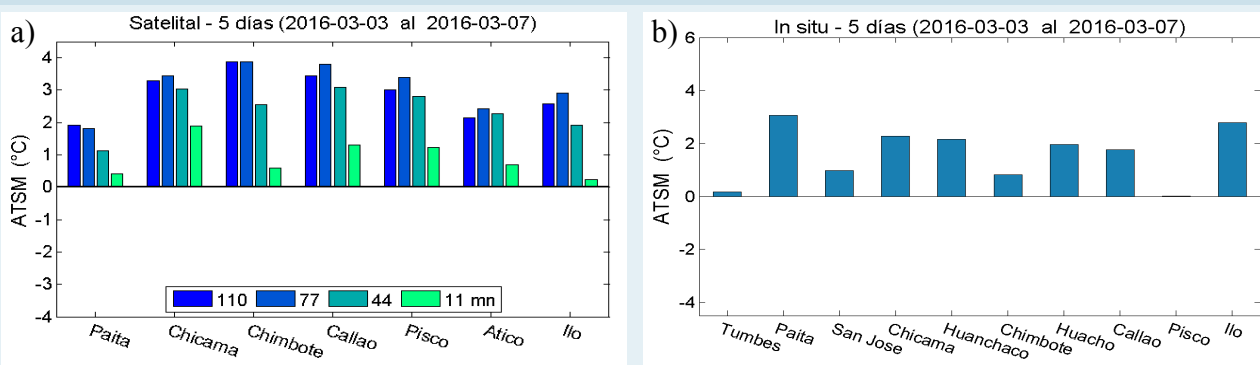 a)
Satelital - 5 días (2016-03-03 al 2016-03-07)
ATSM (°C)
4
3
2
1
0
-1
-2
-3
-4
110 77 44 11 mn
Paita Chicama Chimbote Callao Pisco Atico Ilo
b)
In situ - 5 días (2016-03-03 al 2016-03-07)
ATSM (°C)
6
4
2
0
-2
-4
Tumbes Paita San Jose Chicama Huanchaco Chimbote Huacho Callao Pisco Ilo